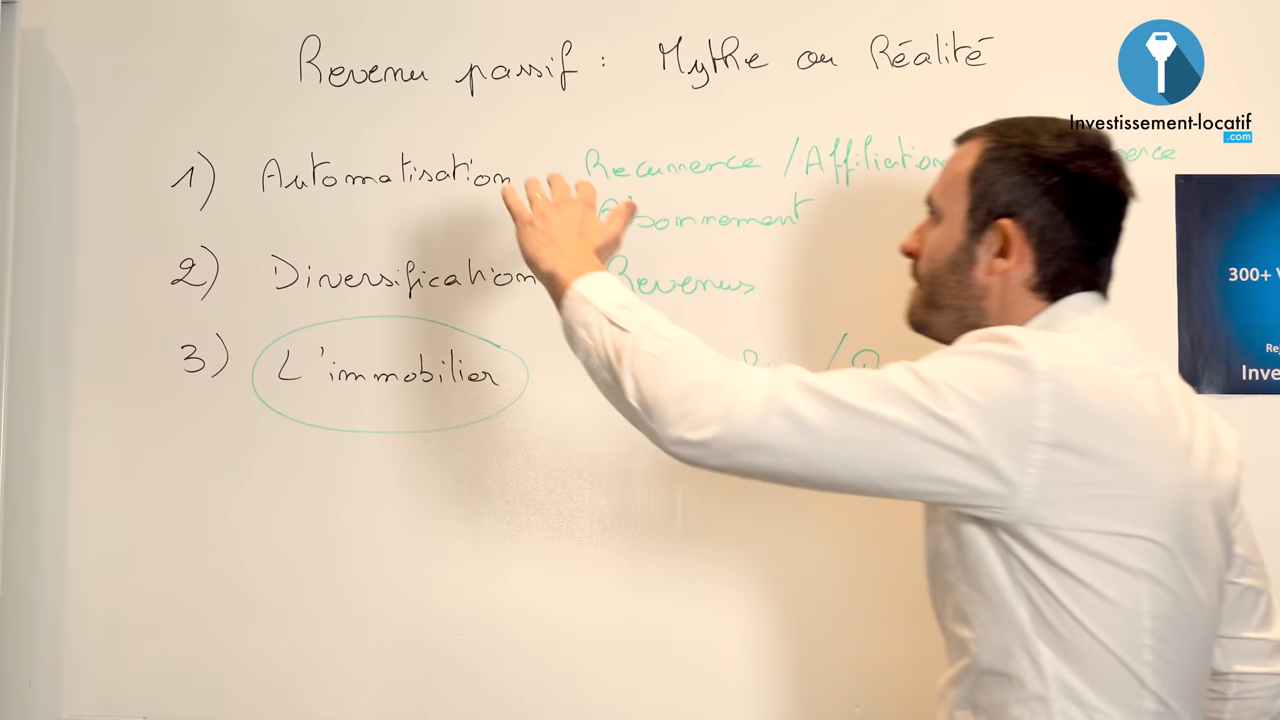 Revenu passif : Mythe ou Réalité
Investissement-locatif
.com
1) Automatisation Recurrence / Affiliation
Abonnement
2) Diversification Revenus
3) L'immobilier
300+
Inve